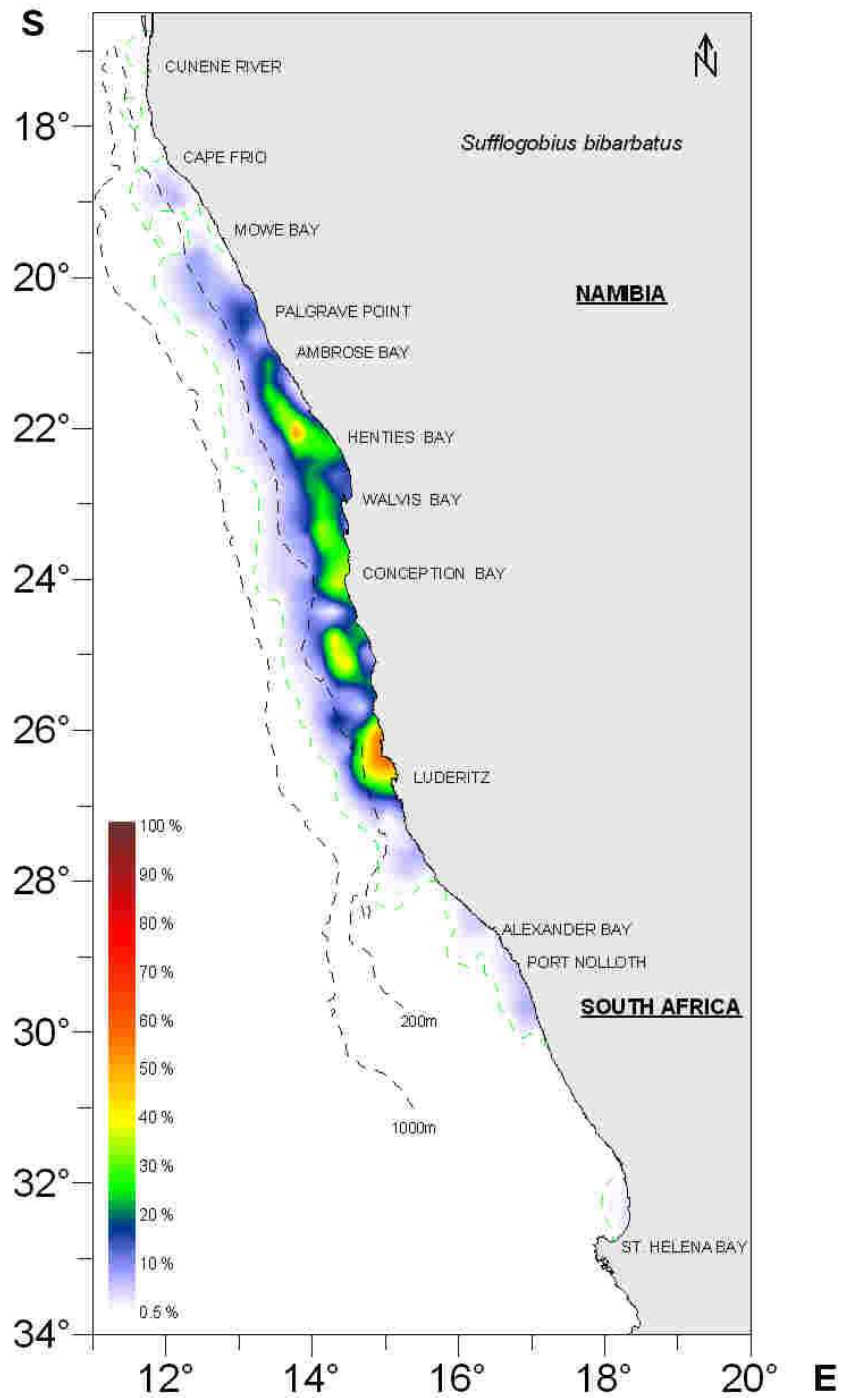 S
N
CUNENE RIVER
18°
Sufflogobius bibarbatus
CAPE FRIO
MOWE BAY
20°
NAMIBIA
PALGRAVE POINT
AMBROSE BAY
22°
HENTIES BAY
WALVIS BAY
24°
CONCEPTION BAY
26°
LUDERITZ
100 %
90 %
28°
80 %
ALEXANDER BAY
70 %
PORT NOLLOTH
SOUTH AFRICA
60 %
200m
30°
50 %
40 %
1000m
30 %
32°
20 %
ST. HELENA BAY
10 %
0.5 %
34°
12°
14°
16°
18°
20°
E